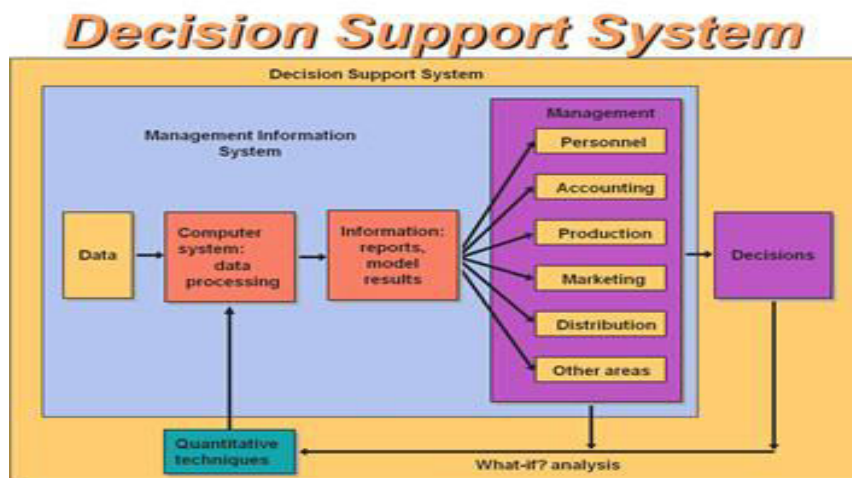 Decision Support System
Decision Support System
Management Information
System
Management
Personnel
Accounting
Production
Marketing
Distribution
Other areas
Data
Computer
system:
data
processing
Information:
reports,
model
results
Decisions
Quantitative
techniques
What-if? analysis